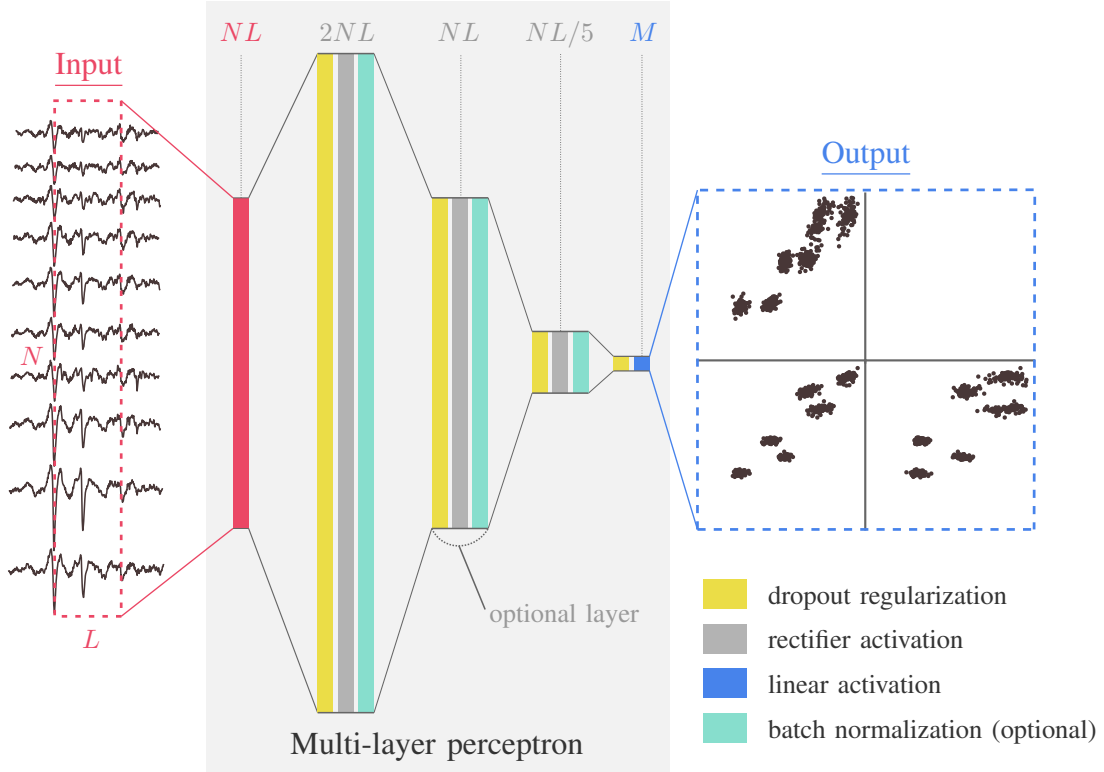 NL
2NL
NL
NL/5
M
Input
N
L
optional layer
Multi-layer perceptron
Output
dropout regularization
rectifier activation
linear activation
batch normalization (optional)